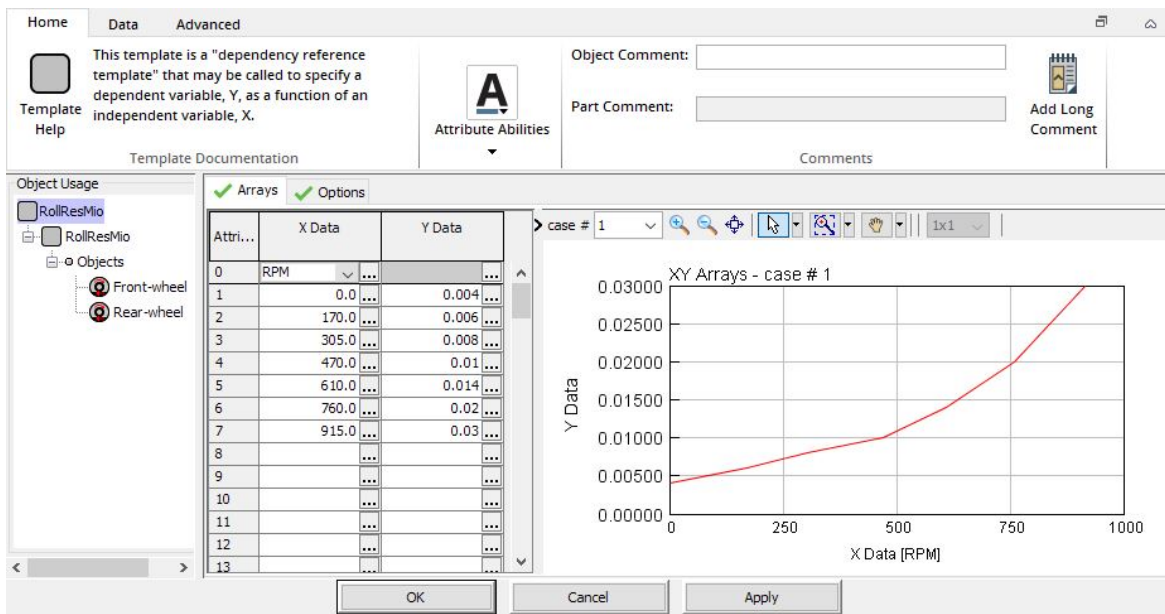 Home Data Advanced
Template Help
This template is a "dependency reference
template" that may be called to specify a
dependent variable, Y, as a function of an
independent variable, X.
Template Documentation
A
Attribute Abilities
Object Comment:
Part Comment:
Add Long
Comment
Comments
Object Usage
RollResMio
RollResMio
Objects
Front-wheel
Rear-wheel
Arrays Options
Attri... X Data Y Data
0 RPM ... ...
1 0.0 ... 0.004 ...
2 170.0 ... 0.006 ...
3 305.0 ... 0.008 ...
4 470.0 ... 0.01 ...
5 610.0 ... 0.014 ...
6 760.0 ... 0.02 ...
7 915.0 ... 0.03 ...
8 ... ...
9 ... ...
10 ... ...
11 ... ...
12 ... ...
13 ... ...
case # 1 1x1
XY Arrays - case # 1
Y Data
0.03000
0.02500
0.02000
0.01500
0.01000
0.00500
0.00000
0 250 500 750 1000
X Data [RPM]
OK Cancel Apply